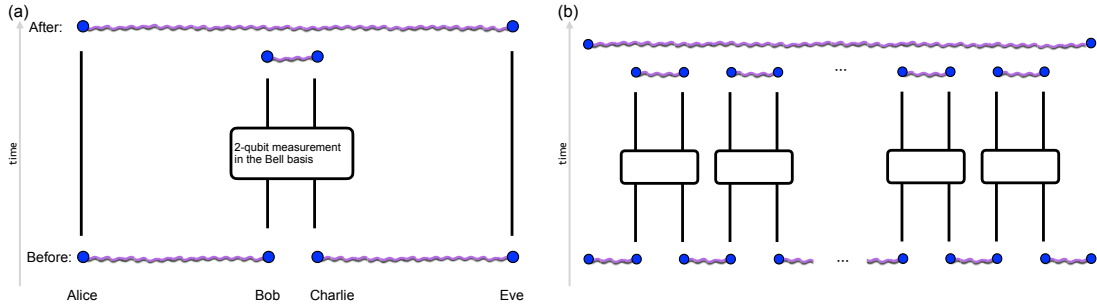 (a)
After:
time
2-qubit measurement
in the Bell basis
Before:
Alice Bob Charlie Eve
(b)
...
time
...